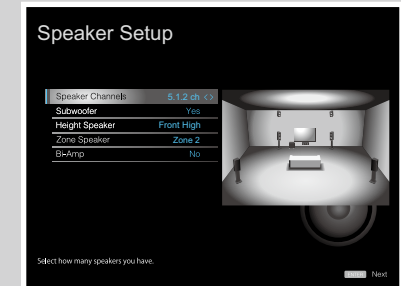 Speaker Setup
Speaker Channels 5.1.2 ch < >
Subwoofer Yes
Height Speaker Front High
Zone Speaker Zone 2
Bi-Amp No
Select how many speakers you have.
ENTER Next